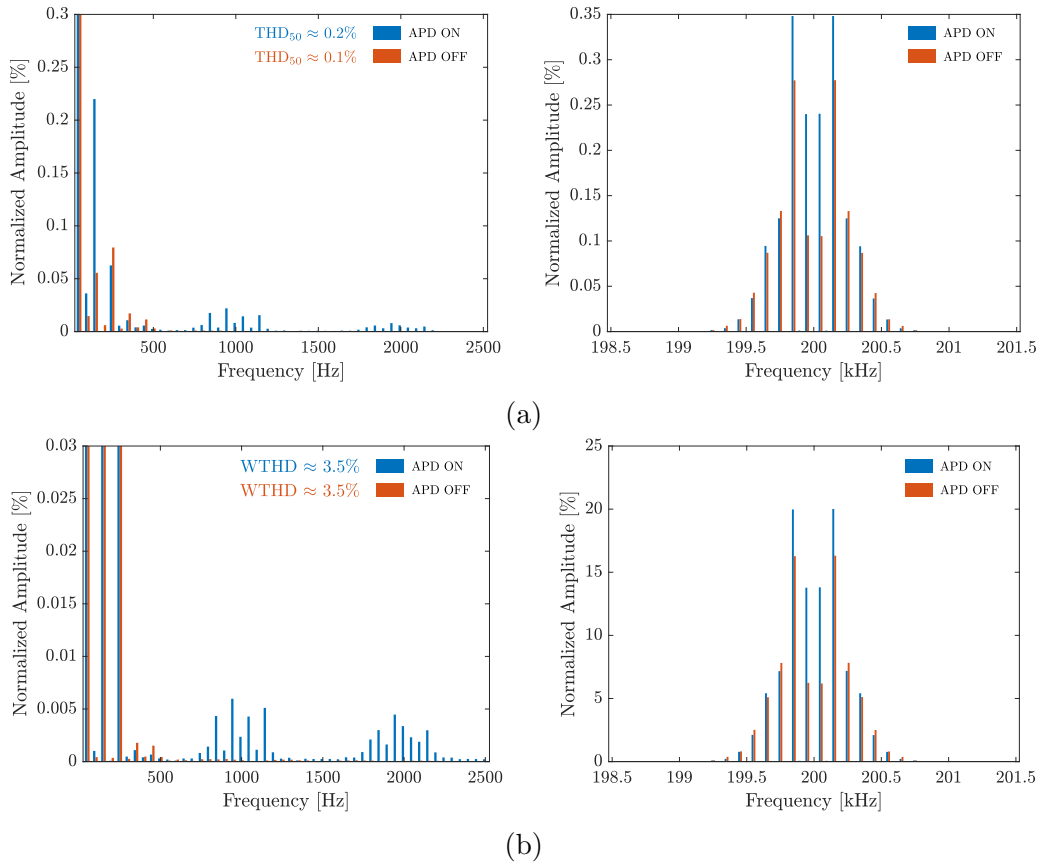 Normalized Amplitude [%]
0.3
0.25
0.2
0.15
0.1
0.05
0
THD₅₀ ≈ 0.2% APD ON
THD₅₀ ≈ 0.1% APD OFF
500 1000 1500 2000 2500
Frequency [Hz]
Normalized Amplitude [%]
0.35
0.3
0.25
0.2
0.15
0.1
0.05
0
APD ON
APD OFF
198.5 199 199.5 200 200.5 201 201.5
Frequency [kHz]
(a)
Normalized Amplitude [%]
0.03
0.025
0.02
0.015
0.01
0.005
0
WTHD ≈ 3.5% APD ON
WTHD ≈ 3.5% APD OFF
500 1000 1500 2000 2500
Frequency [Hz]
Normalized Amplitude [%]
25
20
15
10
5
0
APD ON
APD OFF
198.5 199 199.5 200 200.5 201 201.5
Frequency [kHz]
(b)